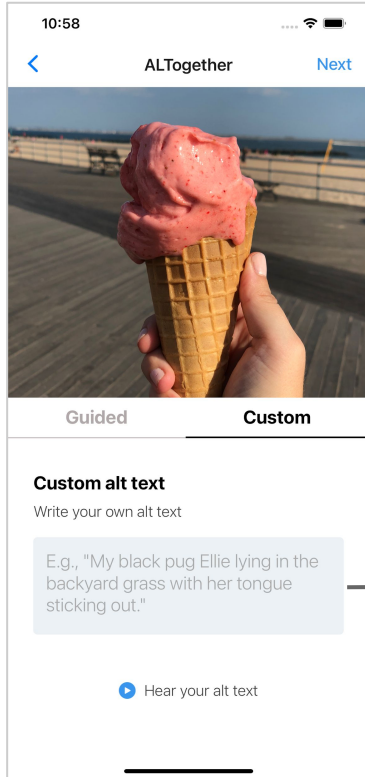 10:58
ALTogether
Next
Guided
Custom
Custom alt text
Write your own alt text
E.g., "My black pug Ellie lying in the
backyard grass with her tongue
sticking out."
Hear your alt text